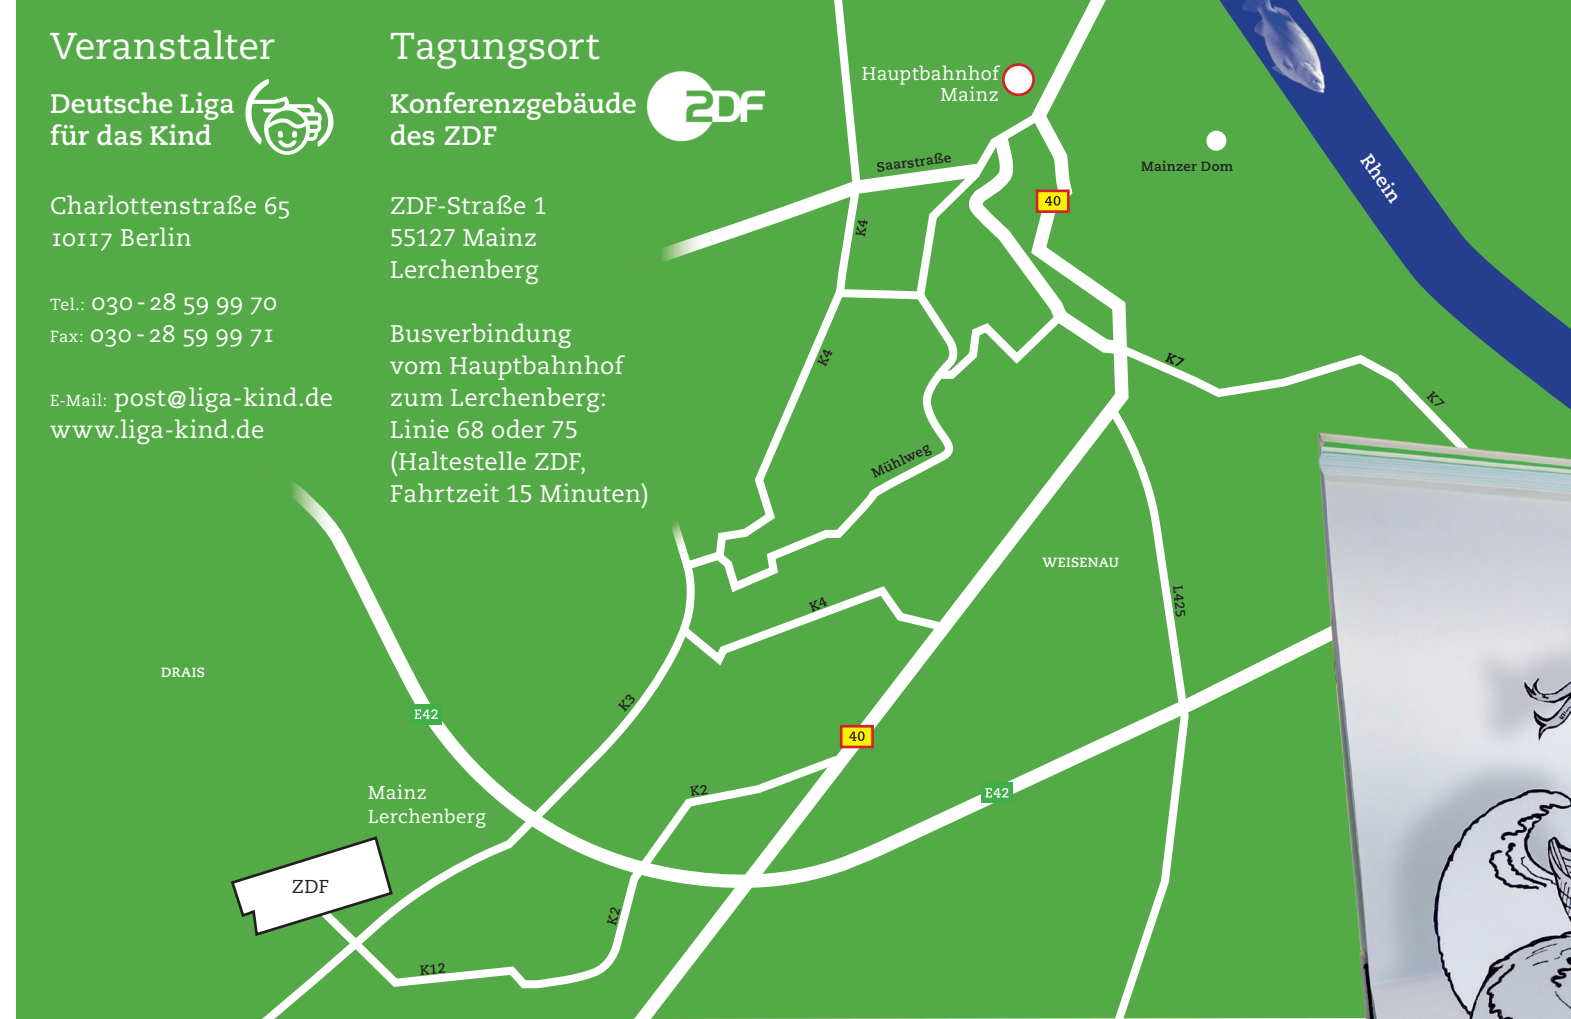 Veranstalter
Deutsche Liga
für das Kind
Charlottenstraße 65
10117 Berlin
Tel.: 030 - 28 59 99 70
Fax: 030 - 28 59 99 71
E-Mail: post@liga-kind.de
www.liga-kind.de
Tagungsort
Konferenzgebäude
des ZDF
ZDF
ZDF-Straße 1
55127 Mainz
Lerchenberg
Busverbindung
vom Hauptbahnhof
zum Lerchenberg:
Linie 68 oder 75
(Haltestelle ZDF,
Fahrtzeit 15 Minuten)
Hauptbahnhof
Mainz
Saarstraße
Mainzer Dom
Rhein
40
K4
K4
K7
K7
Mühlweg
WEISENAU
L425
K4
DRAIS
K3
E42
40
Mainz
Lerchenberg
K2
E42
ZDF
K2
K12